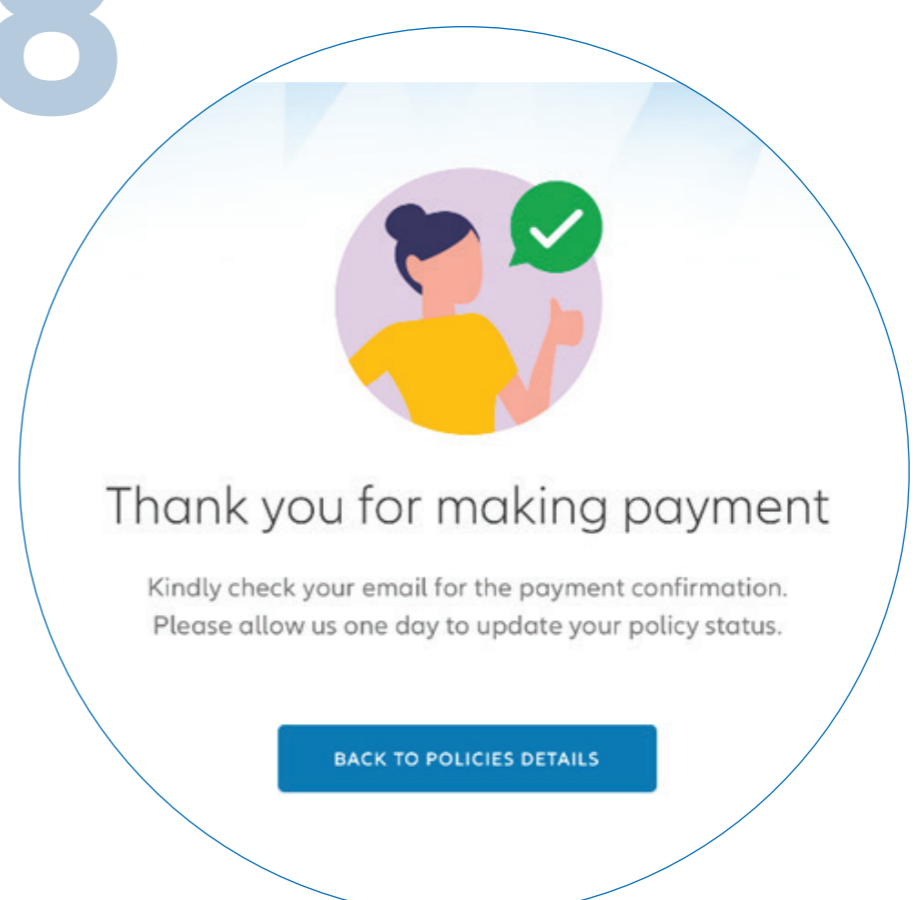 8
Thank you for making payment
Kindly check your email for the payment confirmation.
Please allow us one day to update your policy status.
BACK TO POLICIES DETAILS